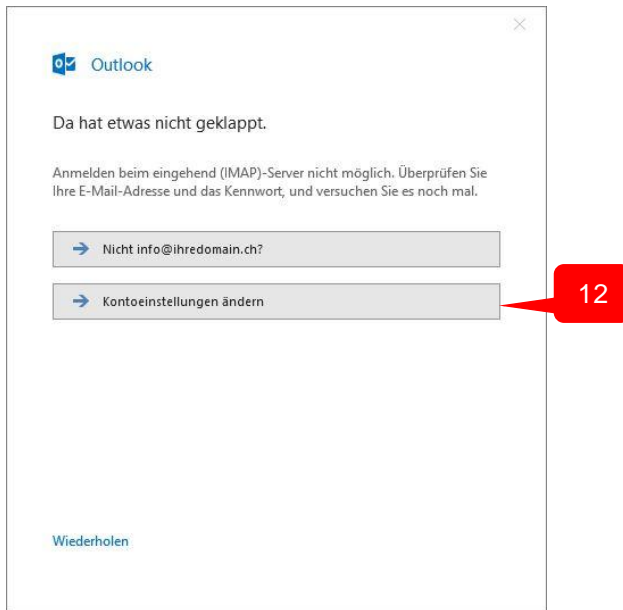 Outlook
Da hat etwas nicht geklappt.
Anmelden beim eingehend (IMAP)-Server nicht möglich. Überprüfen Sie
Ihre E-Mail-Adresse und das Kennwort, und versuchen Sie es noch mal.
Nicht info@ihredomain.ch?
Kontoeinstellungen ändern
12
Wiederholen